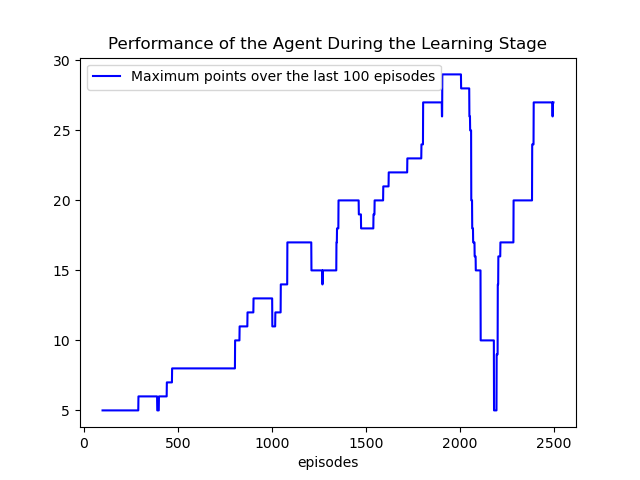 Performance of the Agent During the Learning Stage
Maximum points over the last 100 episodes
30
25
20
15
10
5
0 500 1000 1500 2000 2500
episodes